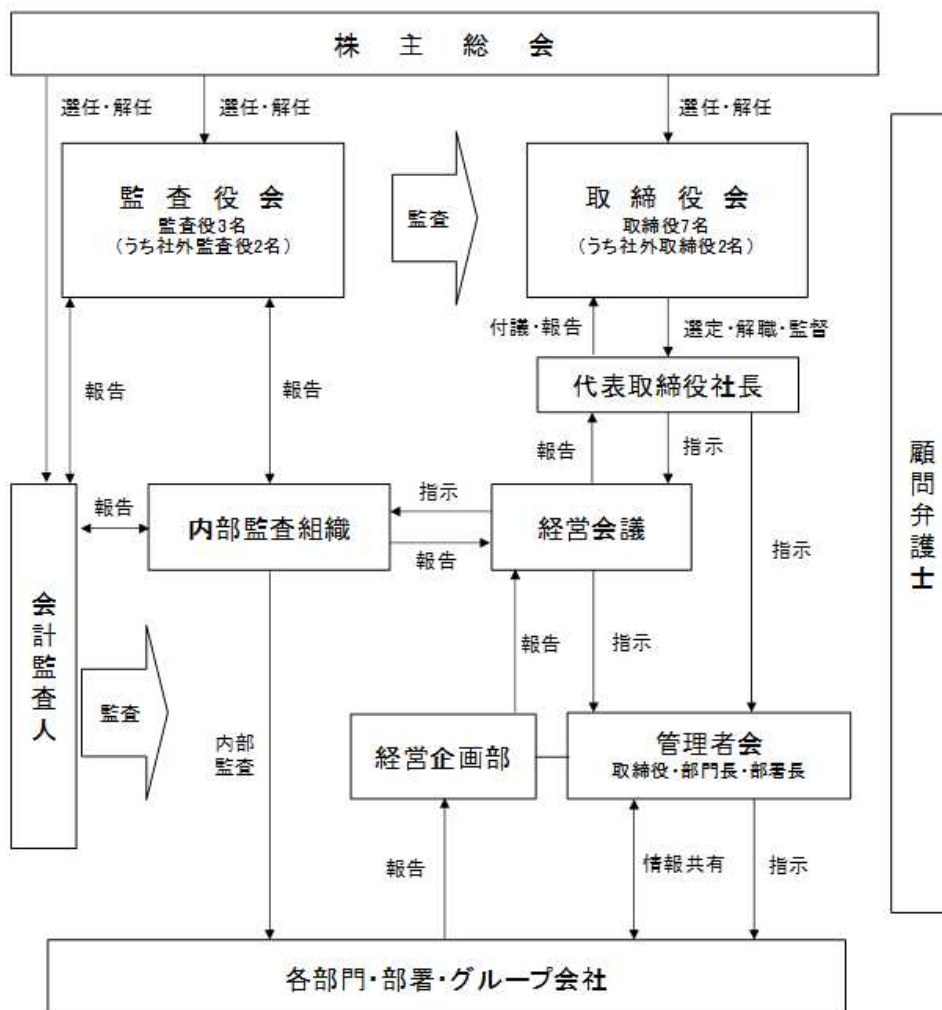 株主総会
選任・解任
選任・解任
選任・解任
監査役会
監査役3名
(うち社外監査役2名)
監査
取締役会
取締役7名
(うち社外取締役2名)
付議・報告
選定・解職・監督
代表取締役社長
報告
報告
報告
指示
顧問弁護士
会計監査人
報告
内部監査組織
指示
報告
経営会議
指示
報告
指示
監査
内部
監査
経営企画部
管理者会
取締役・部門長・部署長
報告
情報共有
指示
各部門・部署・グループ会社